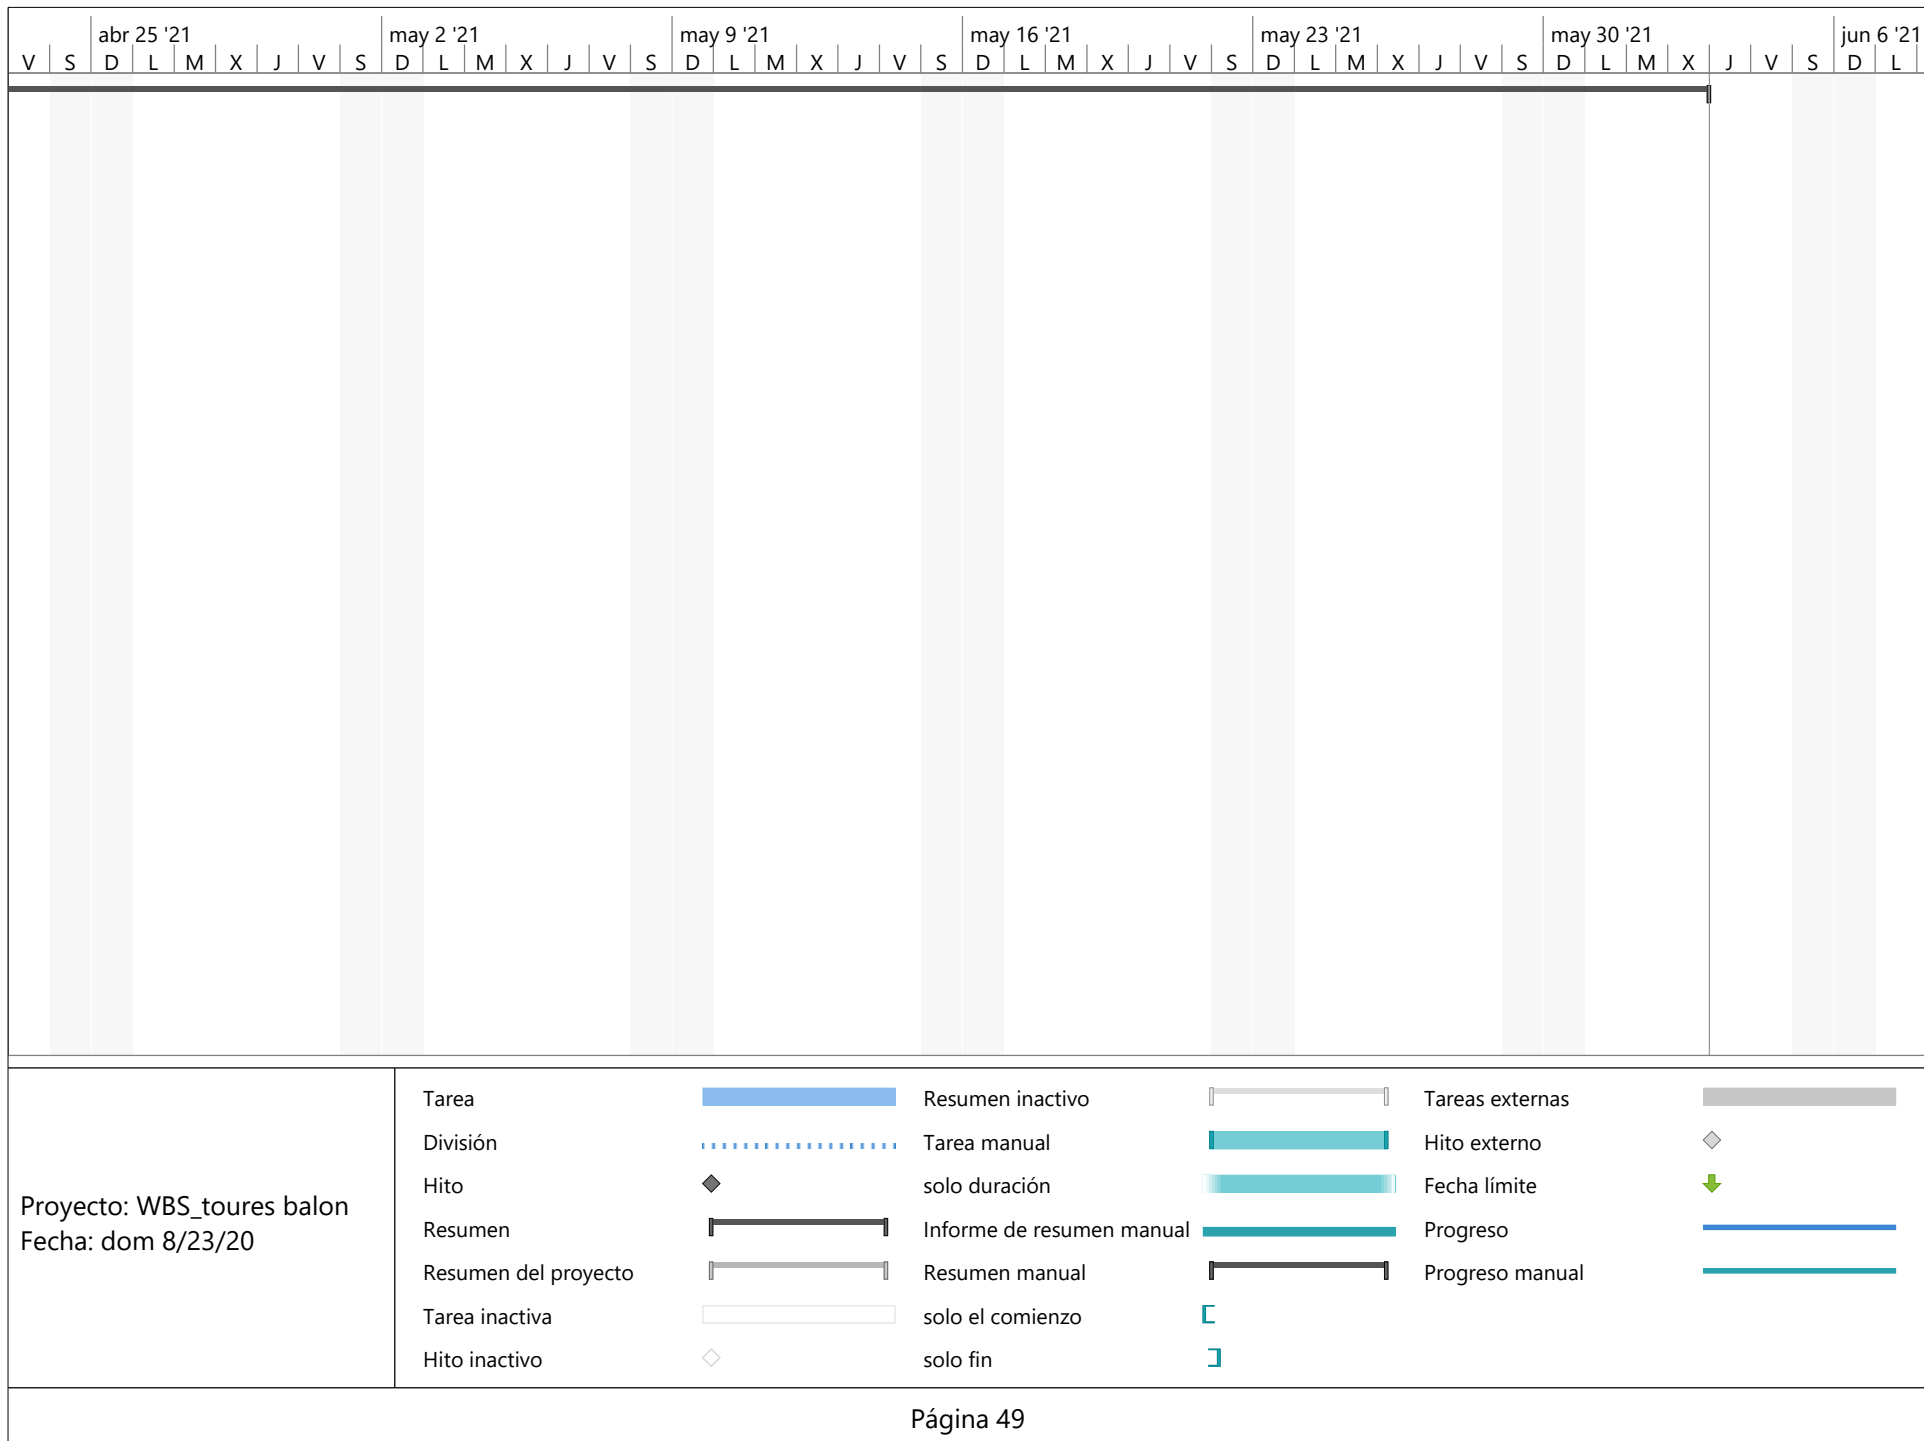 abr 25 '21 may 2 '21 may 9 '21 may 16 '21 may 23 '21 may 30 '21 jun 6 '21
V S D L M X J V S D L M X J V S D L M X J V S D L M X J V S D L M X J V S D L M X J V S D L
Proyecto: WBS_toures balon
Fecha: dom 8/23/20
Tarea
División
Hito
Resumen
Resumen del proyecto
Tarea inactiva
Hito inactivo
Resumen inactivo
Tarea manual
solo duración
Informe de resumen manual
Resumen manual
solo el comienzo
solo fin
Tareas externas
Hito externo
Fecha límite
Progreso
Progreso manual
Página 49